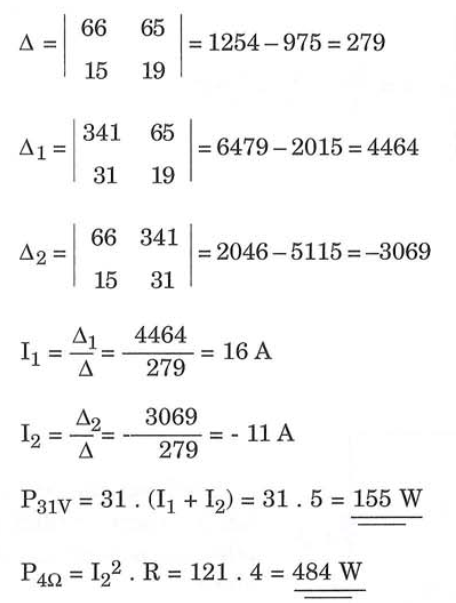 Δ = | 66 65 | = 1254 – 975 = 279
| 15 19 |
Δ1 = | 341 65 | = 6479 – 2015 = 4464
| 31 19 |
Δ2 = | 66 341 | = 2046 – 5115 = –3069
| 15 31 |
I1 = Δ1/Δ = 4464/279 = 16 A
I2 = Δ2/Δ = - 3069/279 = - 11 A
P31V = 31 . (I1 + I2) = 31 . 5 = 155 W
P4Ω = I2² . R = 121 . 4 = 484 W